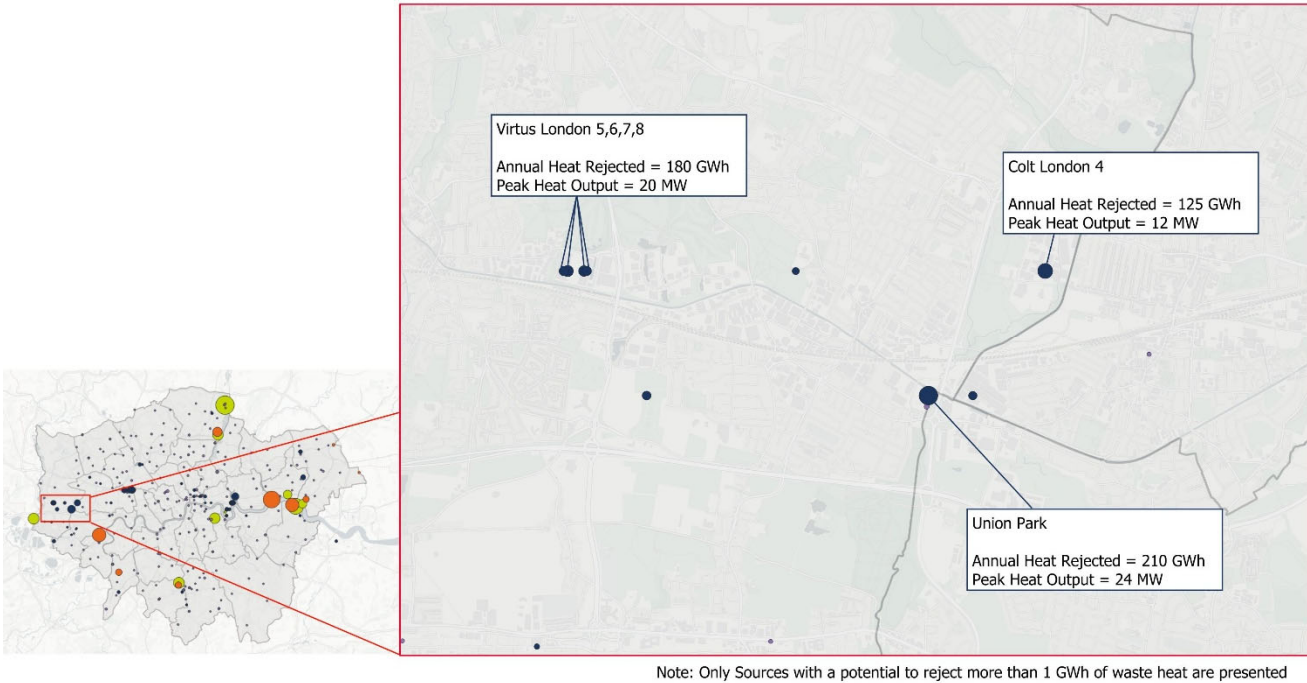 Virtus London 5,6,7,8
Annual Heat Rejected = 180 GWh
Peak Heat Output = 20 MW
Colt London 4
Annual Heat Rejected = 125 GWh
Peak Heat Output = 12 MW
Union Park
Annual Heat Rejected = 210 GWh
Peak Heat Output = 24 MW
Note: Only Sources with a potential to reject more than 1 GWh of waste heat are presented